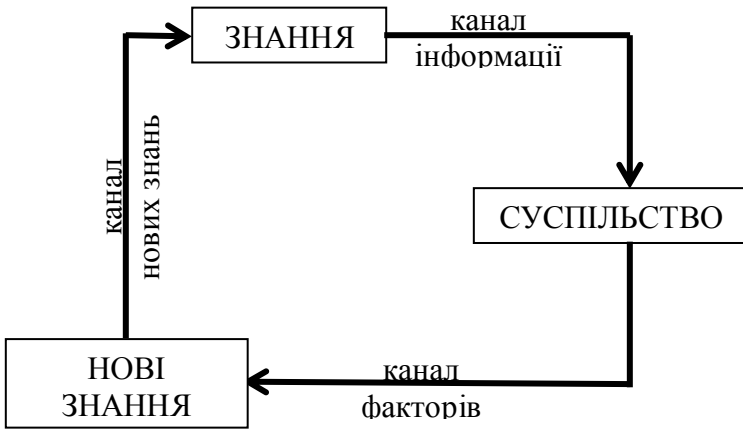 ЗНАННЯ
канал
інформації
канал
нових знань
СУСПІЛЬСТВО
НОВІ
ЗНАННЯ
канал
факторів